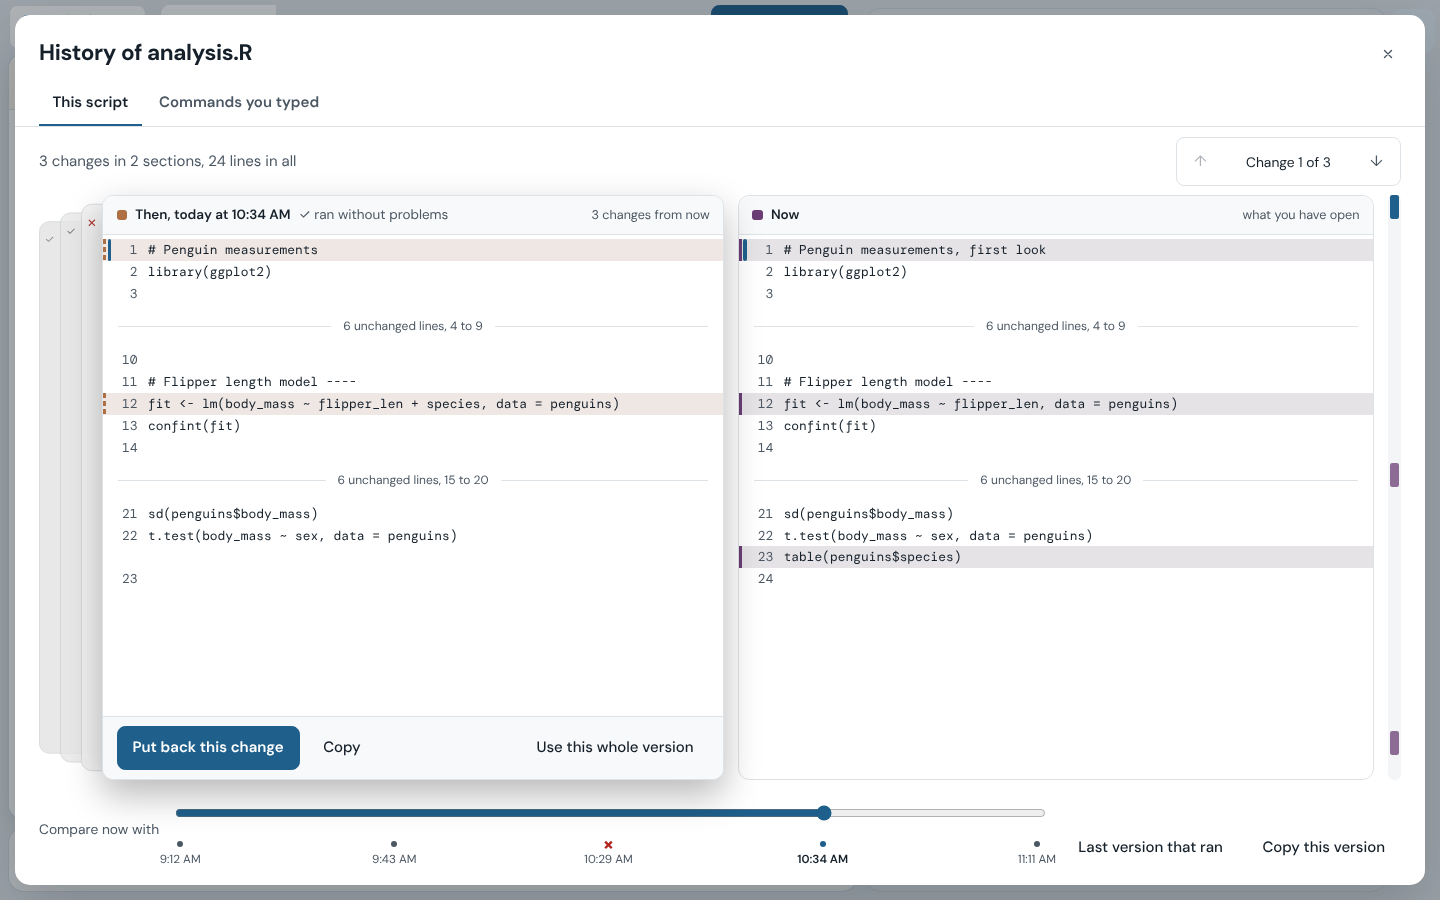 History of analysis.R
×
This script
Commands you typed
3 changes in 2 sections, 24 lines in all
↑ Change 1 of 3 ↓
Then, today at 10:34 AM ✓ ran without problems 3 changes from now
1 # Penguin measurements
2 library(ggplot2)
3
6 unchanged lines, 4 to 9
10
11 # Flipper length model ----
12 fit <- lm(body_mass ~ flipper_len + species, data = penguins)
13 confint(fit)
14
6 unchanged lines, 15 to 20
21 sd(penguins$body_mass)
22 t.test(body_mass ~ sex, data = penguins)
23
Put back this change
Copy
Use this whole version
Now what you have open
1 # Penguin measurements, first look
2 library(ggplot2)
3
6 unchanged lines, 4 to 9
10
11 # Flipper length model ----
12 fit <- lm(body_mass ~ flipper_len, data = penguins)
13 confint(fit)
14
6 unchanged lines, 15 to 20
21 sd(penguins$body_mass)
22 t.test(body_mass ~ sex, data = penguins)
23 table(penguins$species)
24
Compare now with
9:12 AM
9:43 AM
10:29 AM
10:34 AM
11:11 AM
Last version that ran
Copy this version